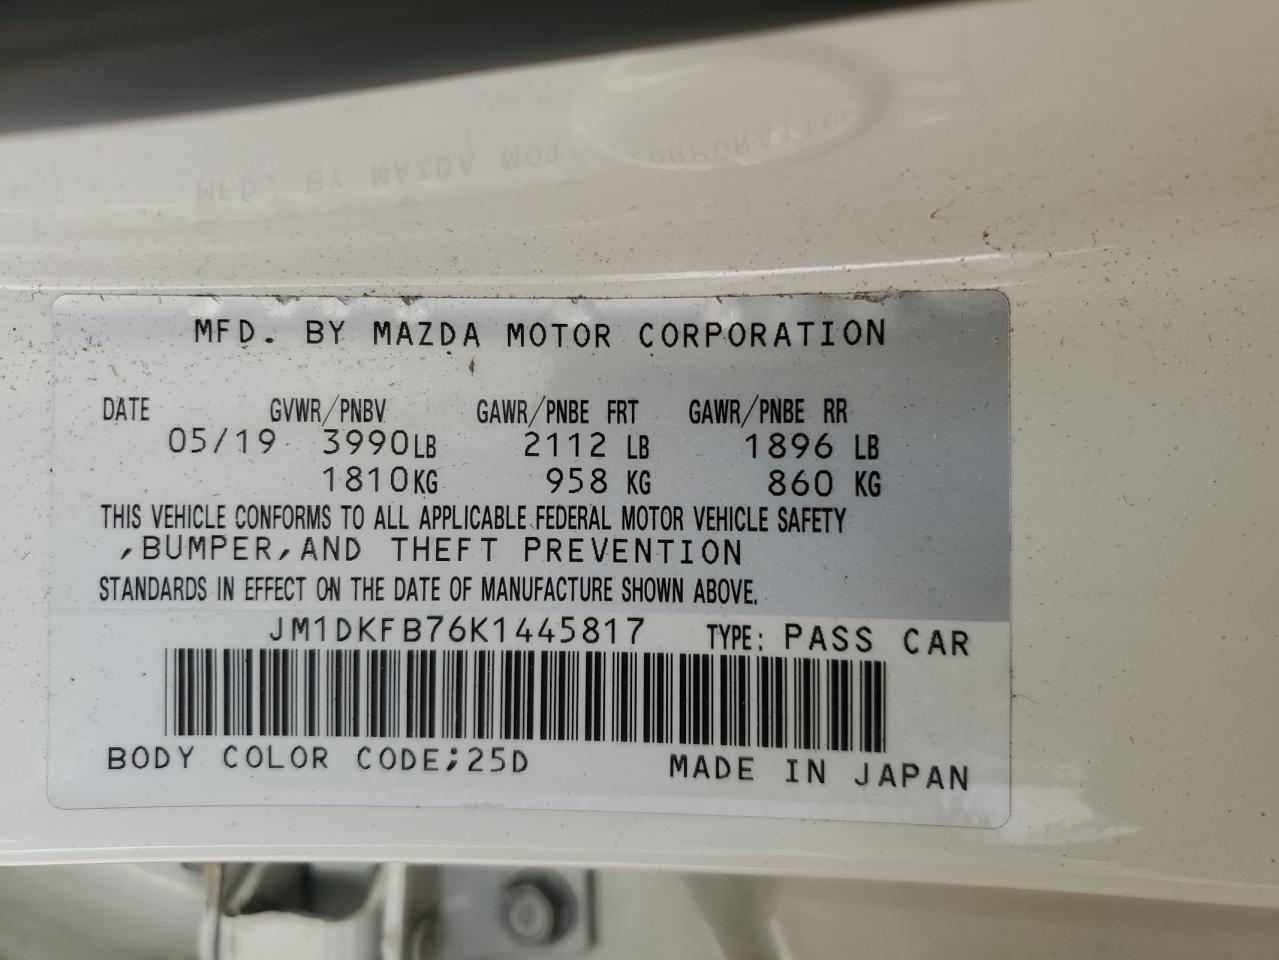 MFD. BY MAZDA MOTOR CORPORATION
DATE GVWR/PNBV GAWR/PNBE FRT GAWR/PNBE RR
05/19 3990LB 2112 LB 1896 LB
1810KG 958 KG 860 KG
THIS VEHICLE CONFORMS TO ALL APPLICABLE FEDERAL MOTOR VEHICLE SAFETY
,BUMPER,AND THEFT PREVENTION
STANDARDS IN EFFECT ON THE DATE OF MANUFACTURE SHOWN ABOVE.
JM1DKFB76K1445817 TYPE: PASS CAR
BODY COLOR CODE;25D MADE IN JAPAN